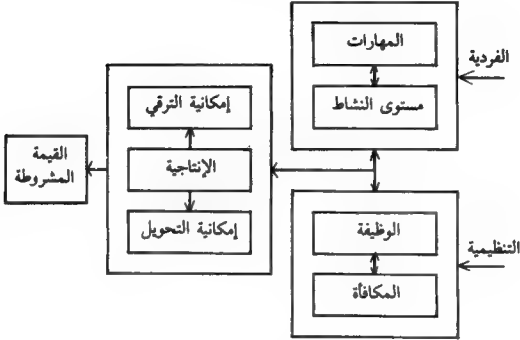 المهارات
الفردية
مستوى النشاط
إمكانية الترقي
القيمة
المشروطة
الإنتاجية
إمكانية التحويل
الوظيفة
التنظيمية
المكافأة